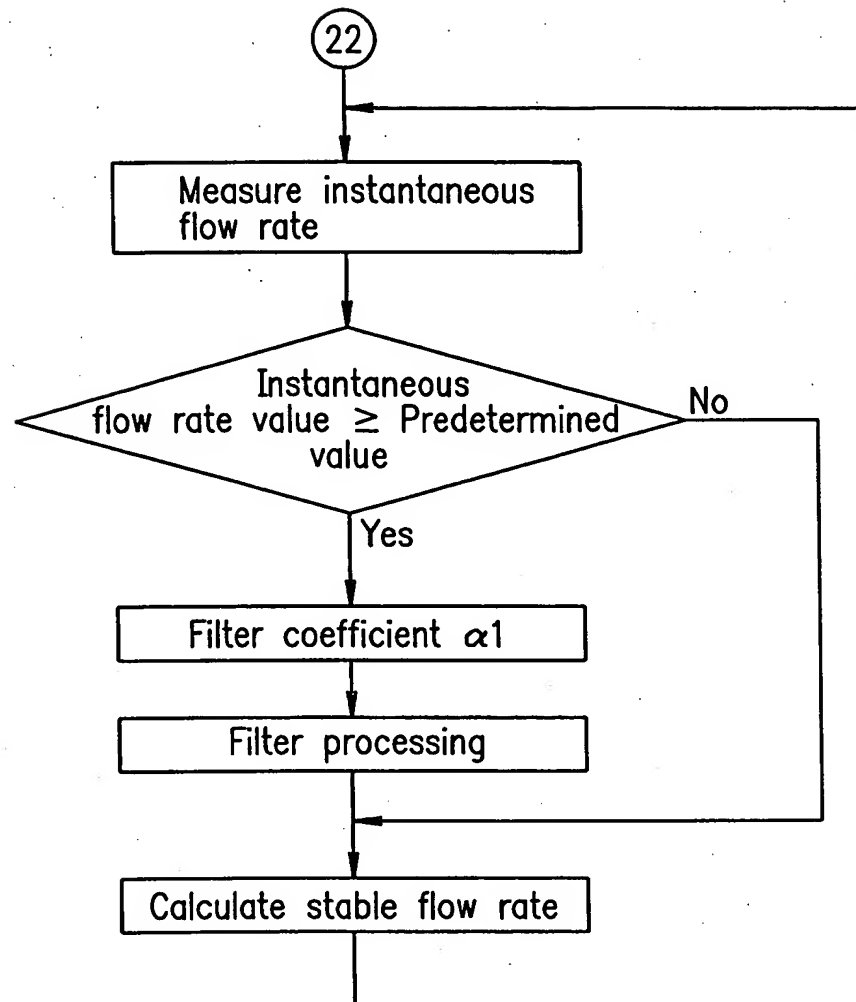 22
Measure instantaneous
flow rate
Instantaneous
flow rate value ≥ Predetermined
value
No
Yes
Filter coefficient α1
Filter processing
Calculate stable flow rate